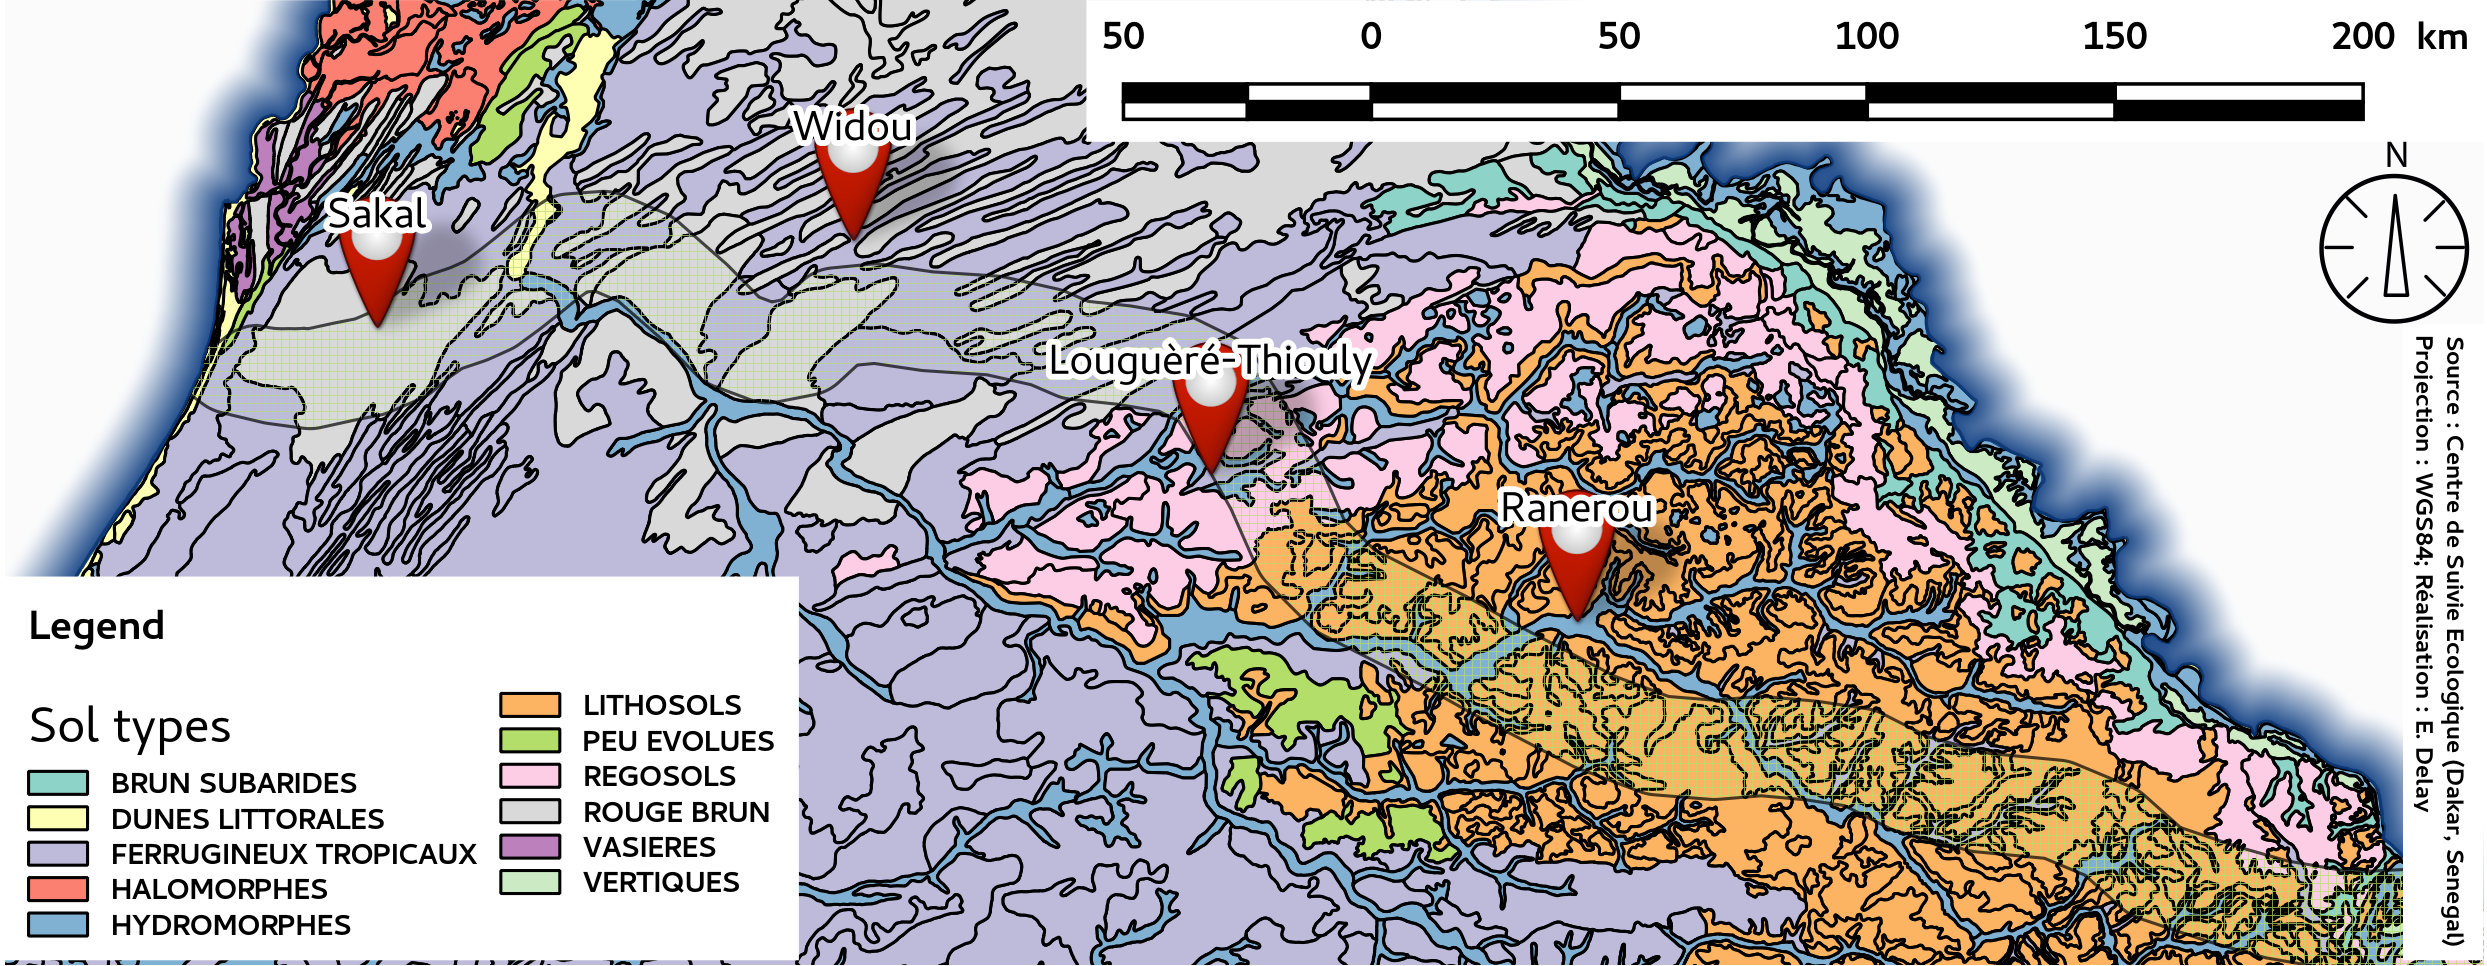 50 0 50 100 150 200 km
N
Widou
Sakal
Louguèré-Thiouly
Ranerou
Source : Centre de Suivie Ecologique (Dakar, Senegal)
Projection : WGS84; Réalisation : E. Delay
Legend
Sol types
BRUN SUBARIDES
DUNES LITTORALES
FERRUGINEUX TROPICAUX
HALOMORPHES
HYDROMORPHES
LITHOSOLS
PEU EVOLUES
REGOSOLS
ROUGE BRUN
VASIERES
VERTIQUES